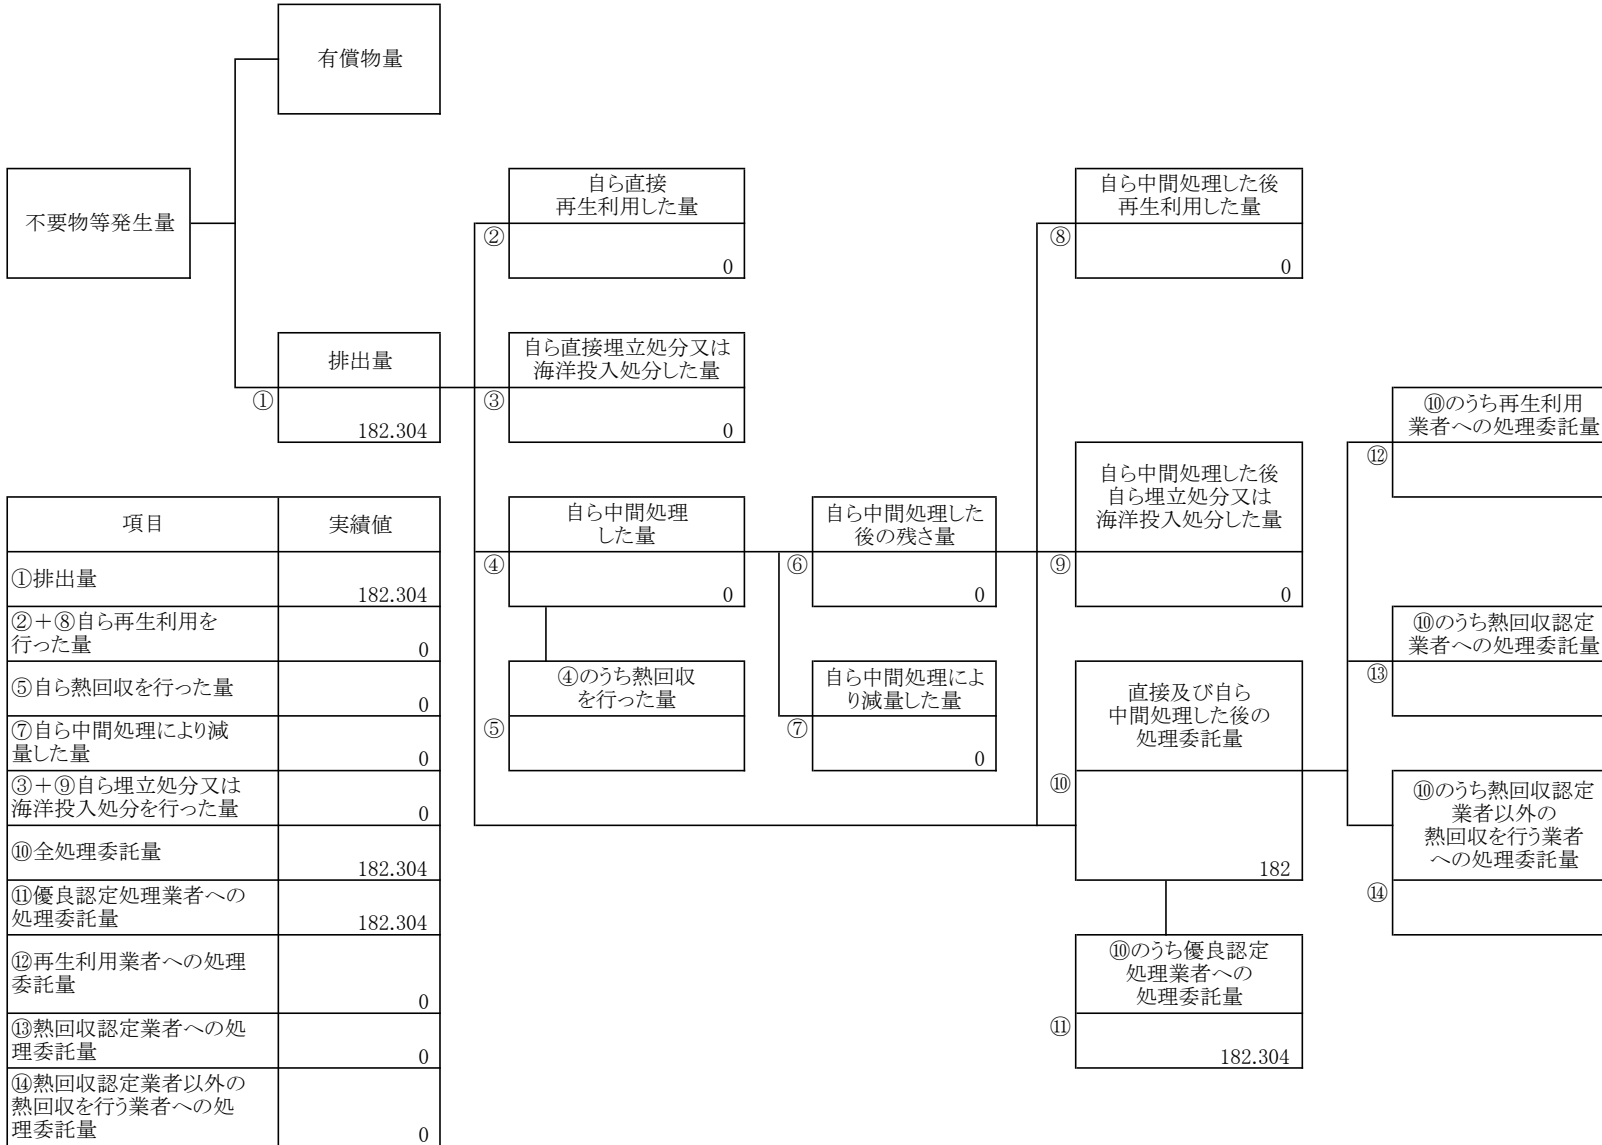 有償物量
不要物等発生量
自ら直接
再生利用した量
②
0
自ら中間処理した後
再生利用した量
⑧
0
排出量
①
182.304
自ら直接埋立処分又は
海洋投入処分した量
③
0
⑩のうち再生利用
業者への処理委託量
⑫
自ら中間処理
した量
④
0
自ら中間処理した
後の残さ量
⑥
0
自ら中間処理した後
自ら埋立処分又は
海洋投入処分した量
⑨
0
⑩のうち熱回収認定
業者への処理委託量
⑬
④のうち熱回収
を行った量
⑤
自ら中間処理によ
り減量した量
⑦
0
直接及び自ら
中間処理した後の
処理委託量
⑩
182
⑩のうち熱回収認定
業者以外の
熱回収を行う業者
への処理委託量
⑭
⑩のうち優良認定
処理業者への
処理委託量
⑪
182.304
項目 実績値
①排出量
182.304
②+⑧自ら再生利用を
行った量
0
⑤自ら熱回収を行った量
0
⑦自ら中間処理により減
量した量
0
③+⑨自ら埋立処分又は
海洋投入処分を行った量
0
⑩全処理委託量
182.304
⑪優良認定処理業者への
処理委託量
182.304
⑫再生利用業者への処理
委託量
0
⑬熱回収認定業者への処
理委託量
0
⑭熱回収認定業者以外の
熱回収を行う業者への処
理委託量
0